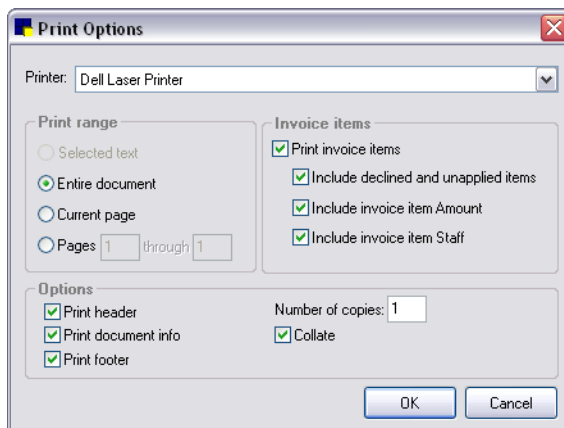 Print Options
Printer: Dell Laser Printer
Print range
Selected text
Entire document
Current page
Pages 1 through 1
Invoice items
Print invoice items
Include declined and unapplied items
Include invoice item Amount
Include invoice item Staff
Options
Print header
Print document info
Print footer
Number of copies: 1
Collate
OK Cancel